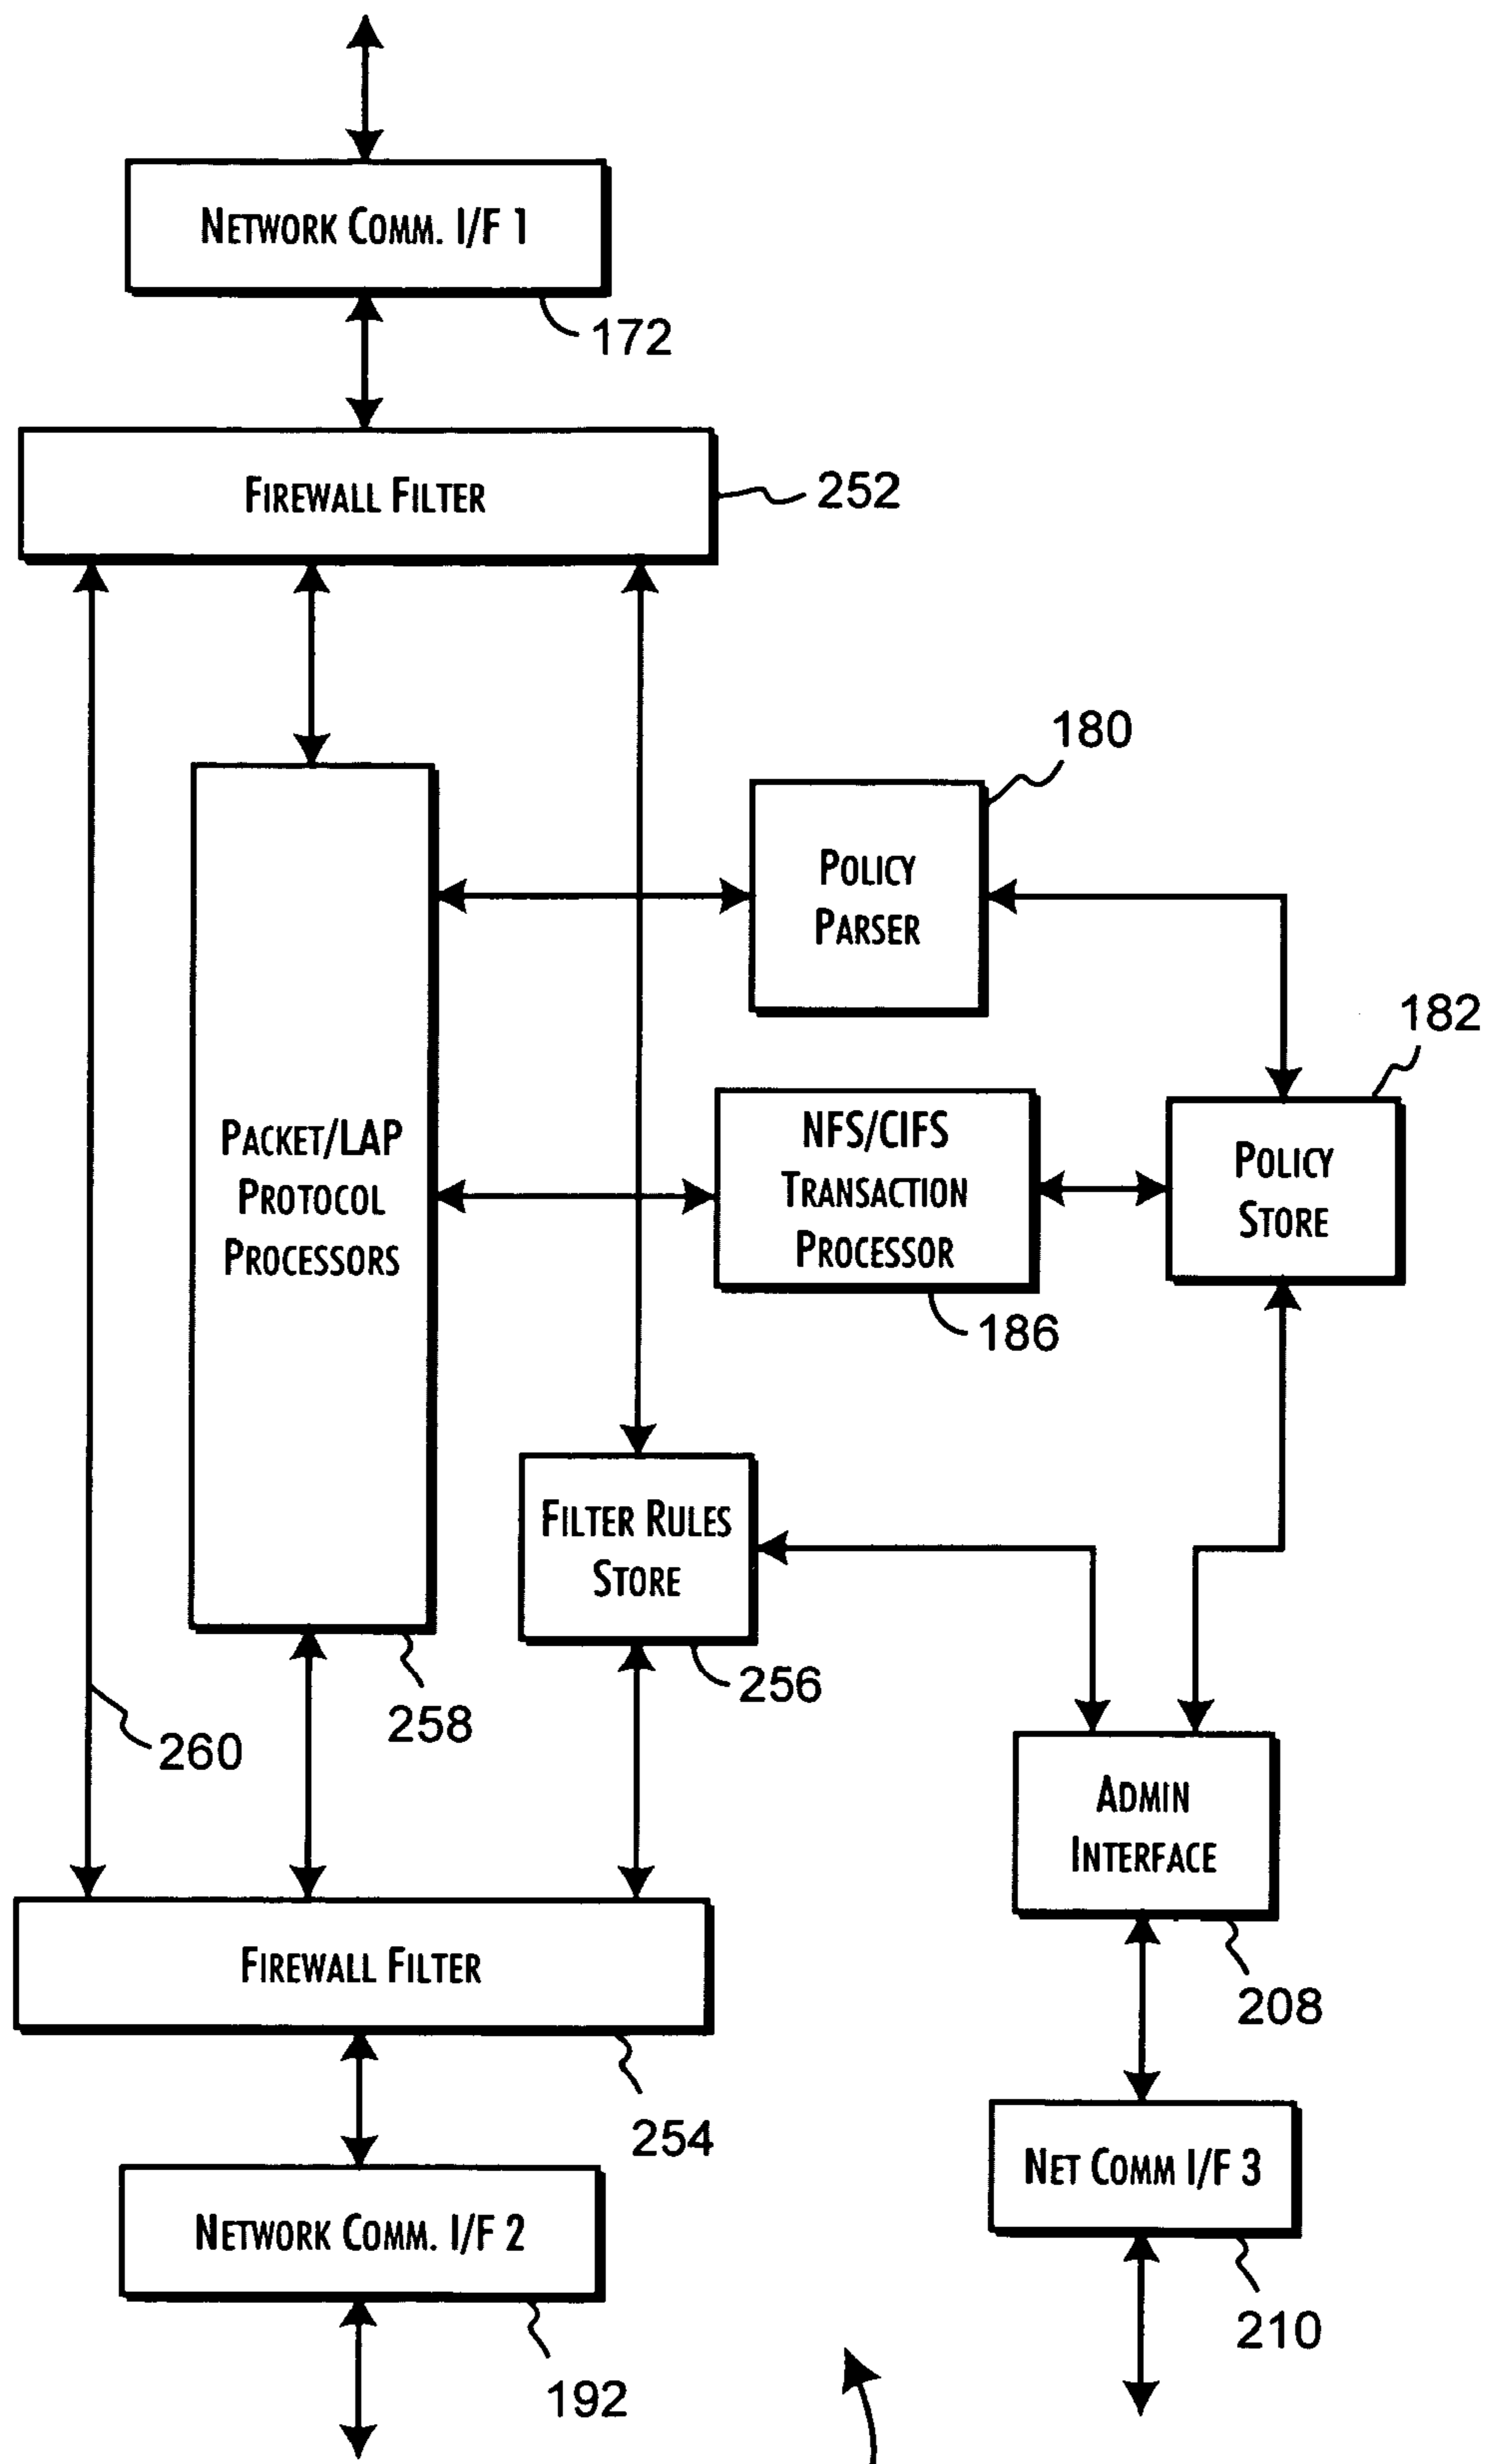 NETWORK COMM. I/F 1
172
FIREWALL FILTER
252
180
POLICY
PARSER
182
PACKET/LAP
PROTOCOL
PROCESSORS
NFS/CIFS
TRANSACTION
PROCESSOR
POLICY
STORE
186
FILTER RULES
STORE
256
258
260
ADMIN
INTERFACE
208
FIREWALL FILTER
254
NET COMM I/F 3
210
NETWORK COMM. I/F 2
192